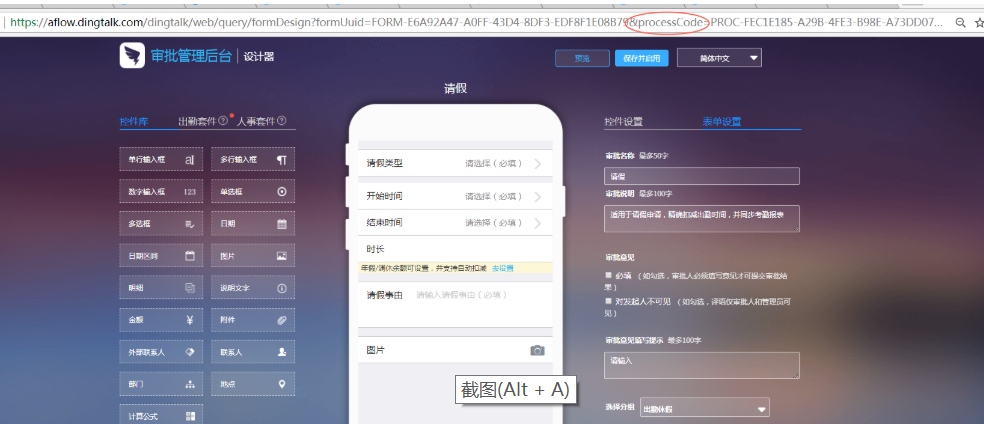 https://aflow.dingtalk.com/dingtalk/web/query/formDesign?formUuid=FORM-E6A92A47-A0FF-43D4-8DF3-EDF8F1E08B79&processCode=PROC-FEC1E185-A29B-4FE3-B98E-A73DD07...
审批管理后台 | 设计器
预览
保存并启用
简体中文
请假
控件库
出勤套件
人事套件
单行输入框
多行输入框
数字输入框 123
单选框
多选框
日期
日期区间
图片
明细
说明文字
金额 ¥
附件
外部联系人
联系人
部门
地点
计算公式
请假类型 请选择（必填）
开始时间 请选择（必填）
结束时间 请选择（必填）
时长
年假/调休余额可设置，并支持自动扣减 去设置
请假事由 请输入请假事由（必填）
图片
截图(Alt + A)
控件设置
表单设置
审批名称 最多50字
请假
审批说明 最多100字
适用于请假申请，精确扣减出勤时间，并同步考勤报表
审批意见
必填 （如勾选，审批人必须填写意见才可提交审批结
果）
对发起人不可见 （如勾选，评语仅审批人和管理员可
见）
审批意见填写提示 最多100字
请输入
选择分组 出勤休假